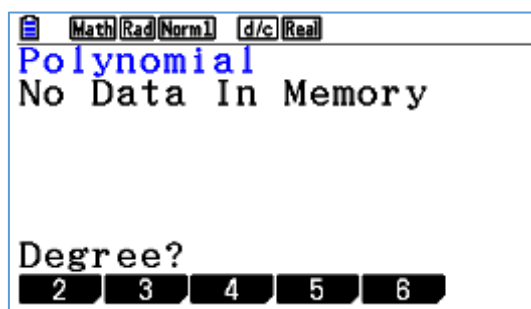 Math Rad Norm1 d/c Real
Polynomial
No Data In Memory
Degree?
2 3 4 5 6